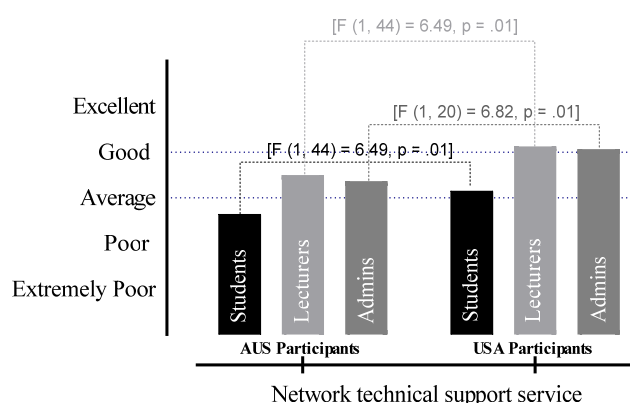 [F (1, 44) = 6.49, p = .01]
Excellent
[F (1, 20) = 6.82, p = .01]
Good
[F (1, 44) = 6.49, p = .01]
Average
Poor
Extremely Poor
Students
Lecturers
Admins
Students
Lecturers
Admins
AUS Participants
USA Participants
Network technical support service